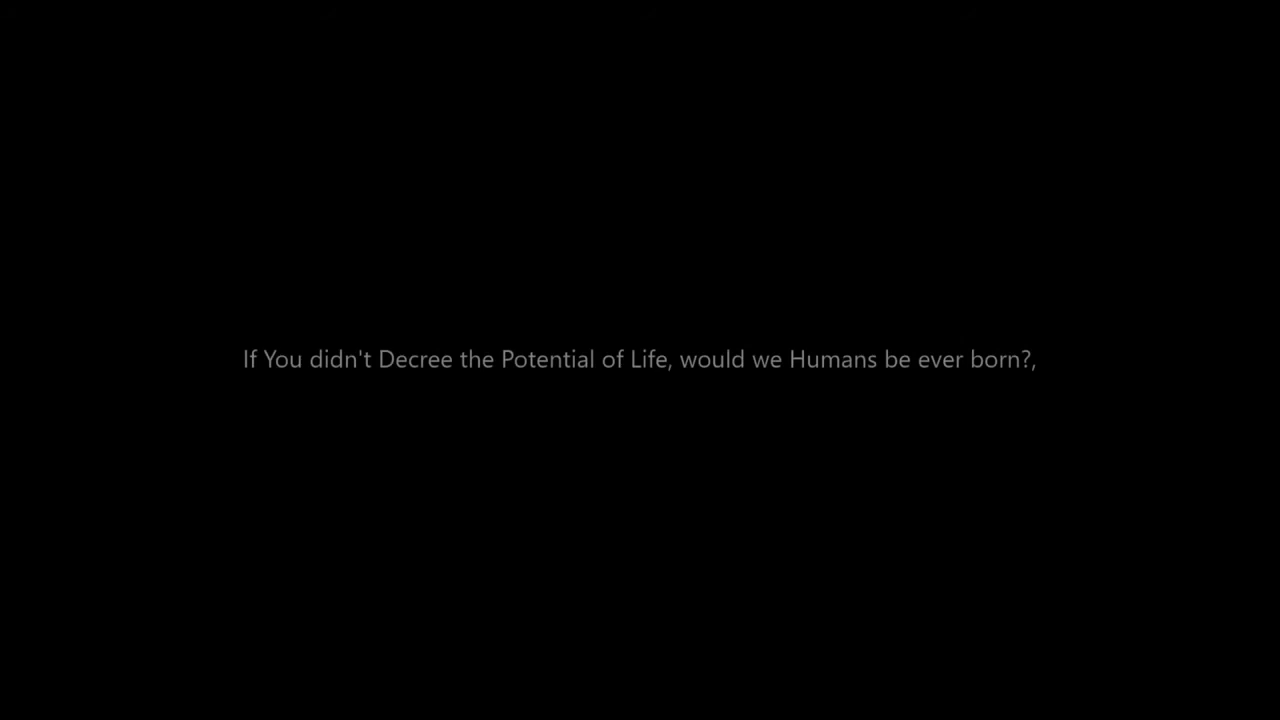 If You didn't Decree the Potential of Life, would we Humans be ever born?,